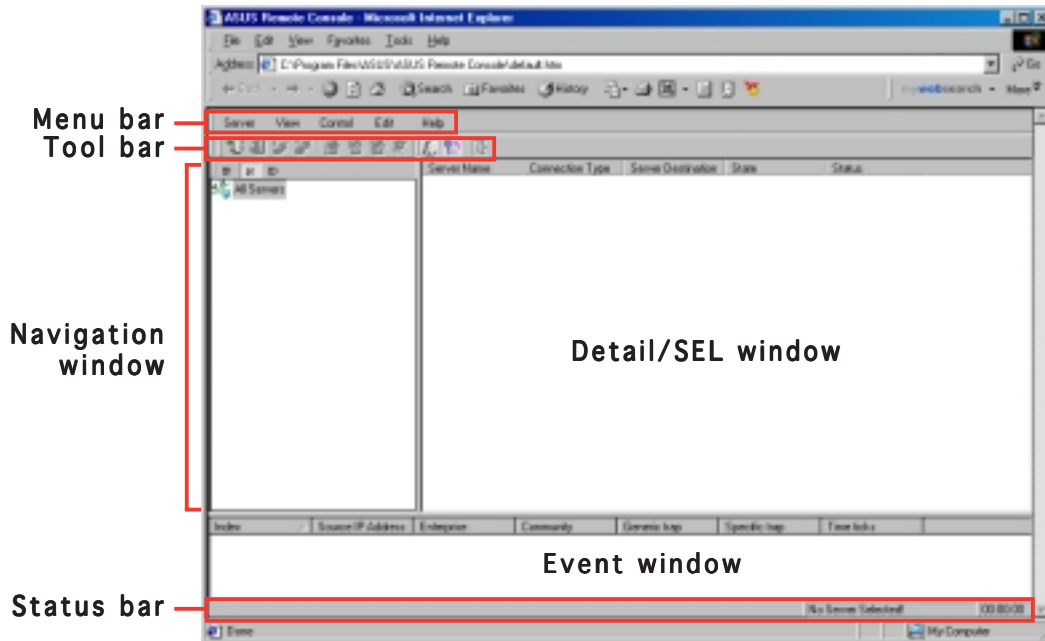 ASUS Remote Console - Microsoft Internet Explorer
File Edit View Favorites Tools Help
Address C:\Program Files\ASUS\ASUS Remote Console\default.htm Go
Search Favorites History mywebsearch More
Menu bar
Server View Control Edit Help
Tool bar
Server Name Connection Type Server Destination State Status
All Servers
Navigation
window
Detail/SEL window
Index Source IP Address Enterprise Community Generic trap Specific trap Time ticks
Event window
Status bar
No Server Selected! 00:00:00
Done My Computer